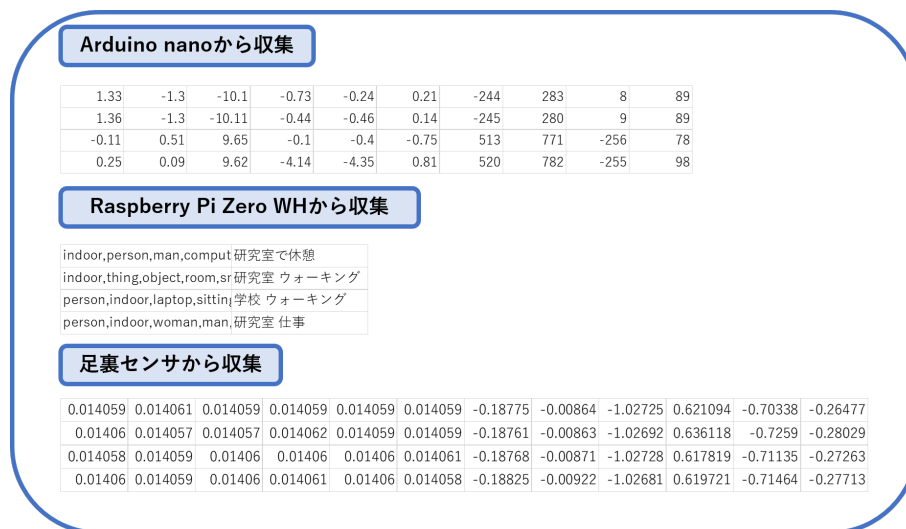 Arduino nanoから収集
1.33 -1.3 -10.1 -0.73 -0.24 0.21 -244 283 8 89
1.36 -1.3 -10.11 -0.44 -0.46 0.14 -245 280 9 89
-0.11 0.51 9.65 -0.1 -0.4 -0.75 513 771 -256 78
0.25 0.09 9.62 -4.14 -4.35 0.81 520 782 -255 98
Raspberry Pi Zero WHから収集
indoor,person,man,comput 研究室で休憩
indoor,thing,object,room,sr 研究室 ウォーキング
person,indoor,laptop,sitting 学校 ウォーキング
person,indoor,woman,man, 研究室 仕事
足裏センサから収集
0.014059 0.014061 0.014059 0.014059 0.014059 0.014059 -0.18775 -0.00864 -1.02725 0.621094 -0.70338 -0.26477
0.01406 0.014057 0.014057 0.014062 0.014059 0.014059 -0.18761 -0.00863 -1.02692 0.636118 -0.7259 -0.28029
0.014058 0.014059 0.01406 0.01406 0.01406 0.014061 -0.18768 -0.00871 -1.02728 0.617819 -0.71135 -0.27263
0.01406 0.014059 0.01406 0.014061 0.01406 0.014058 -0.18825 -0.00922 -1.02681 0.619721 -0.71464 -0.27713